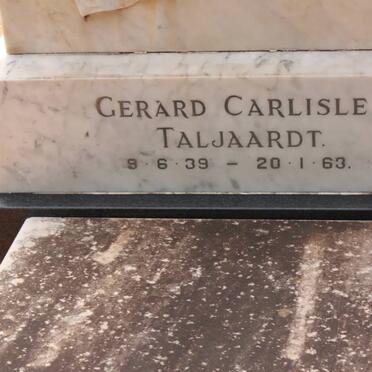 GERARD CARLISLE
TALJAARDT.
9·6·39 – 20·1·63.